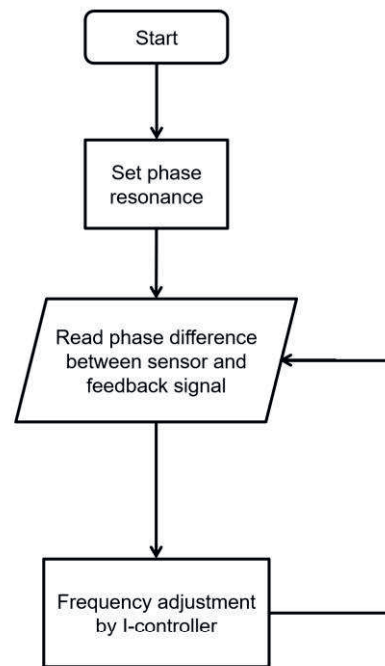 Start
Set phase
resonance
Read phase difference
between sensor and
feedback signal
Frequency adjustment
by I-controller